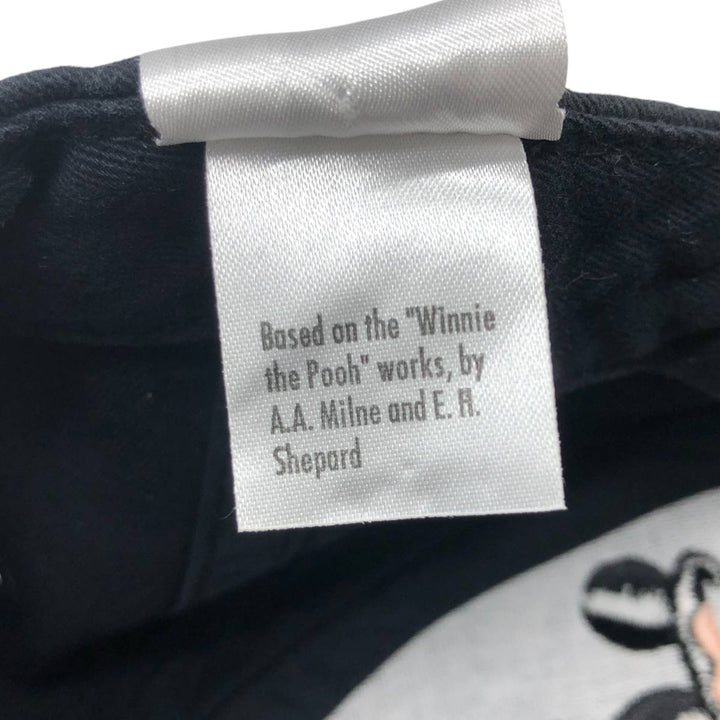 Based on the "Winnie
the Pooh" works, by
A.A. Milne and E. H.
Shepard